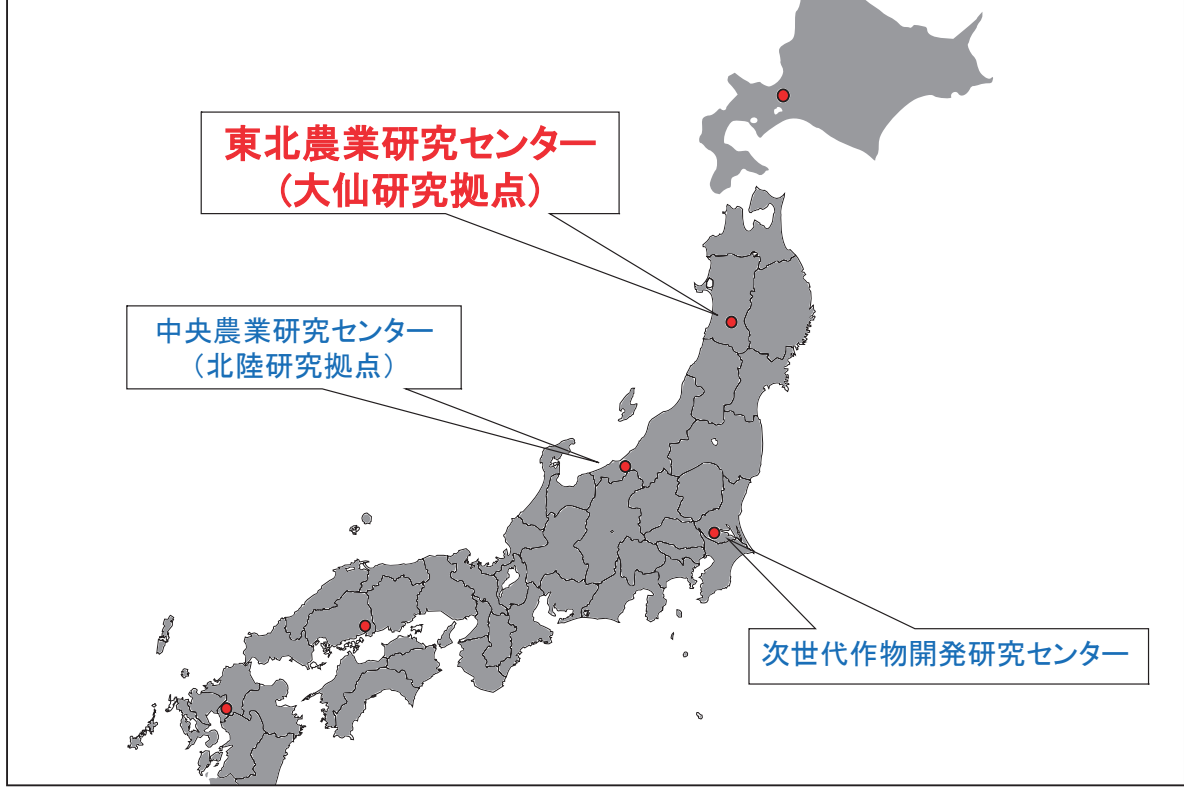 東北農業研究センター
（大仙研究拠点）
中央農業研究センター
（北陸研究拠点）
次世代作物開発研究センター